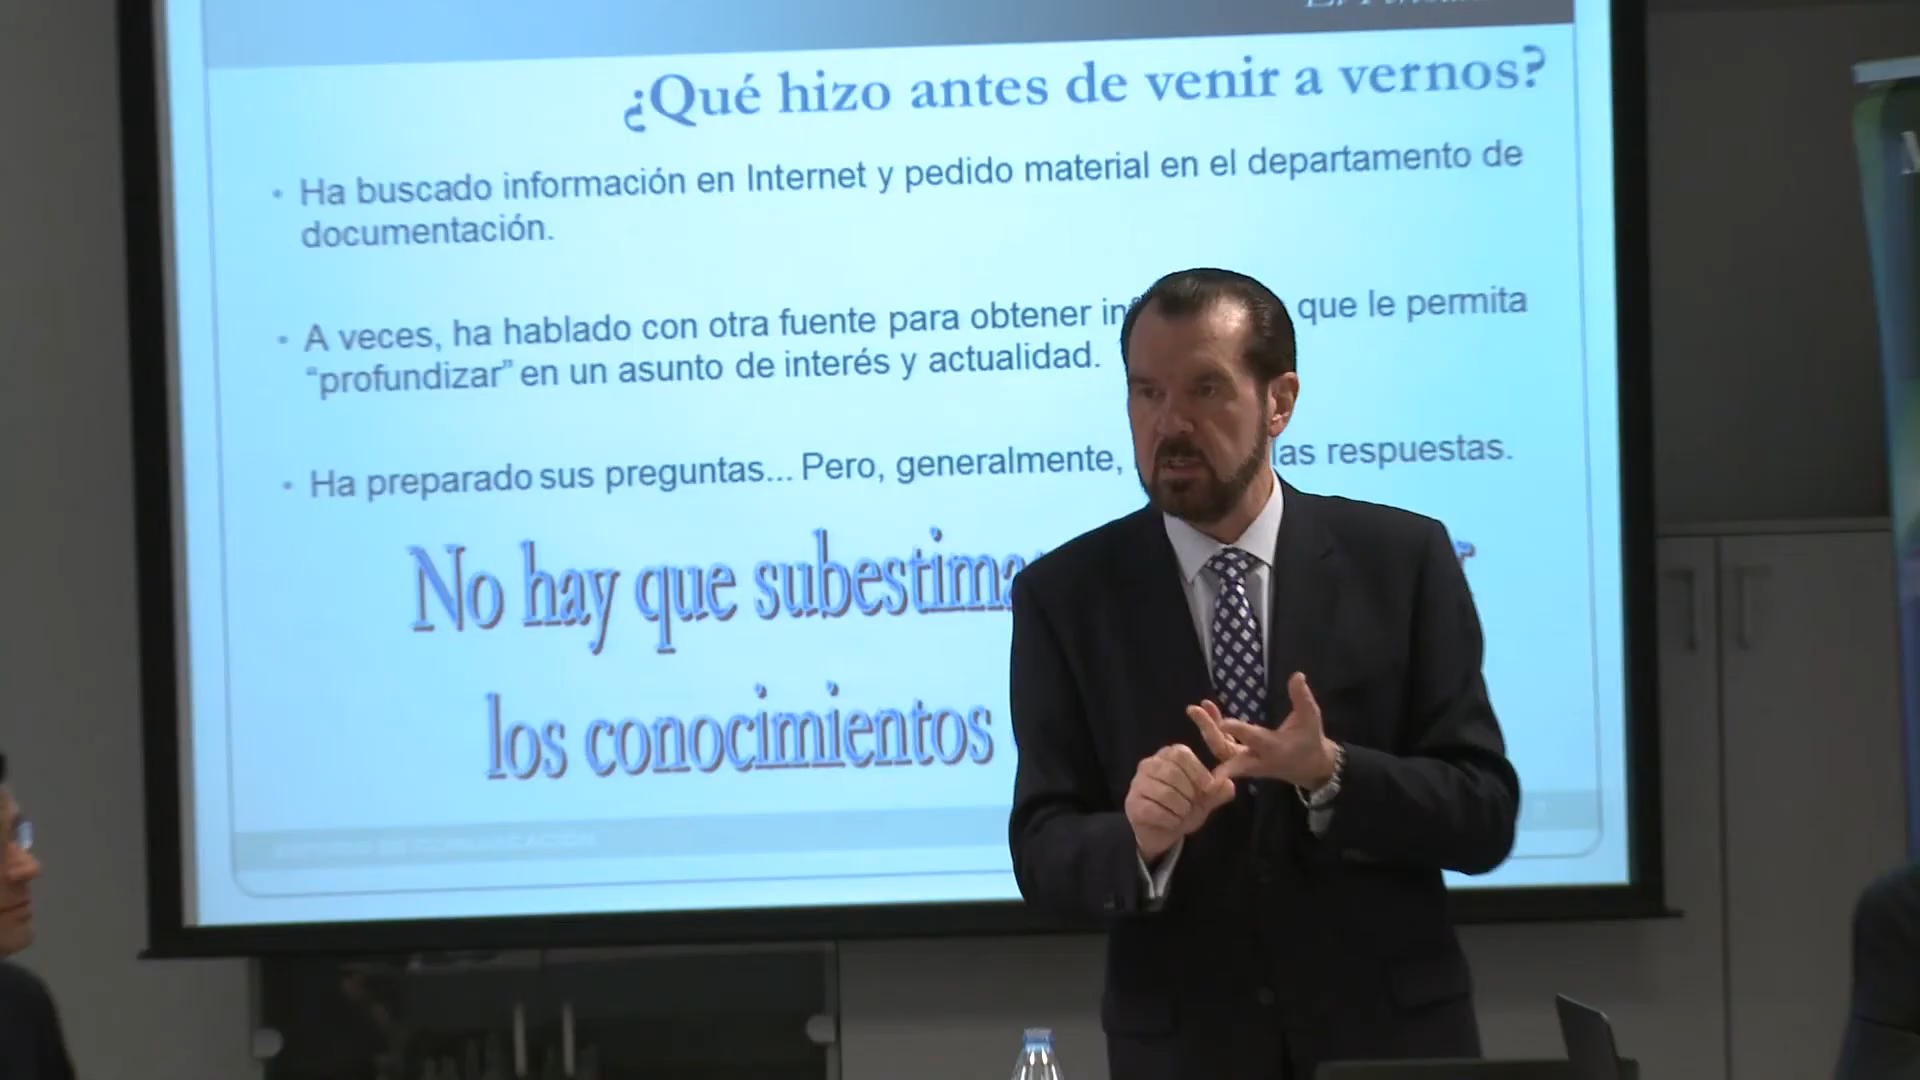 ¿Qué hizo antes de venir a vernos?
• Ha buscado información en Internet y pedido material en el departamento de
documentación.
• A veces, ha hablado con otra fuente para obtener in que le permita
“profundizar” en un asunto de interés y actualidad.
• Ha preparado sus preguntas... Pero, generalmente, las respuestas.
No hay que subestima
los conocimientos